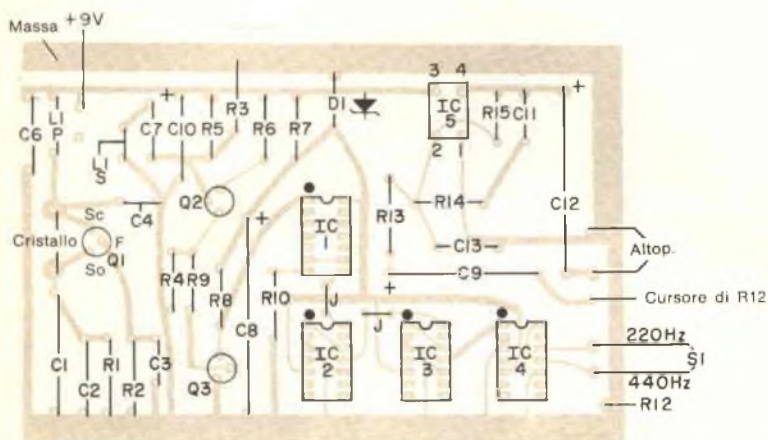 Massa
+9V
+
C6
L1
P
L1
S
C7
C10
R5
R3
R6
R7
D1
3 4
IC
5
2 1
R15
C11
+
Sc
C4
Q2
+
IC
1
R13
R14
C12
Cristallo
F
So
Q1
C13
Altop.
R4
R9
R8
C8
R10
J
+
C9
J
Cursore di R12
C1
C2
R1
R2
C3
Q3
IC
2
IC
3
IC
4
220Hz
S1
440Hz
R12